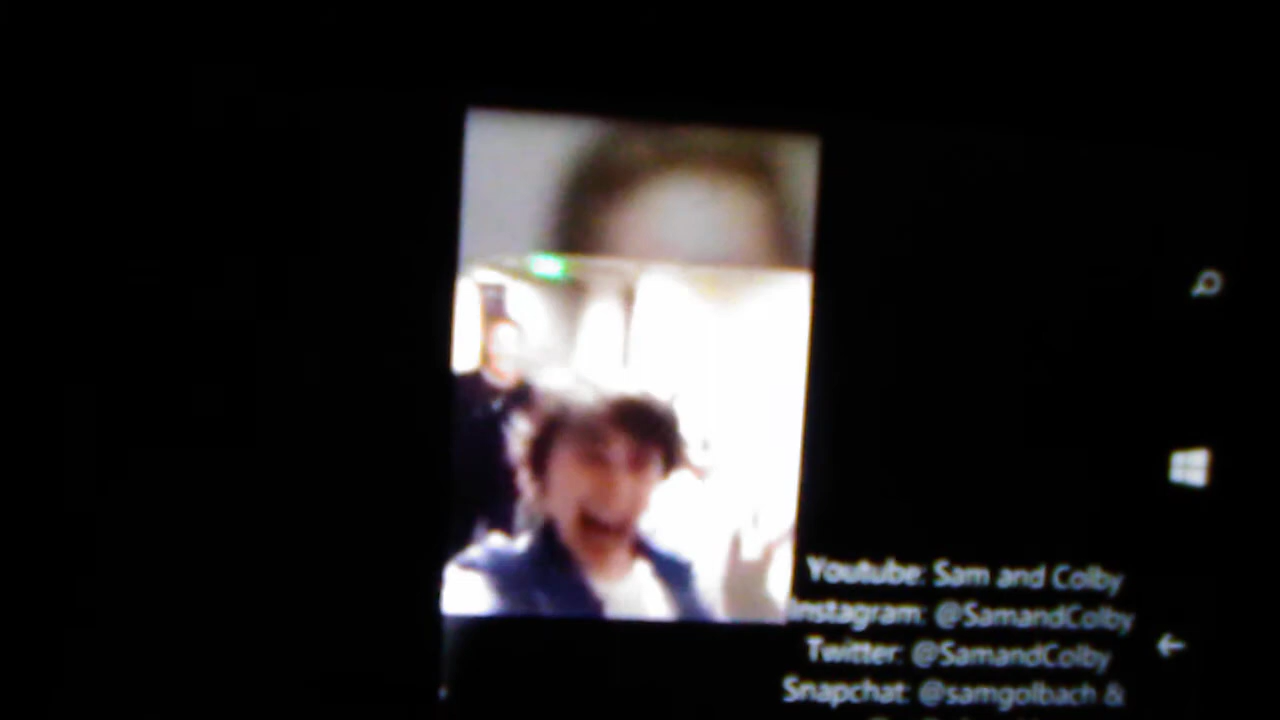 Youtube: Sam and Colby
Instagram: @SamandColby
Twitter: @SamandColby
Snapchat: @samgolbach &